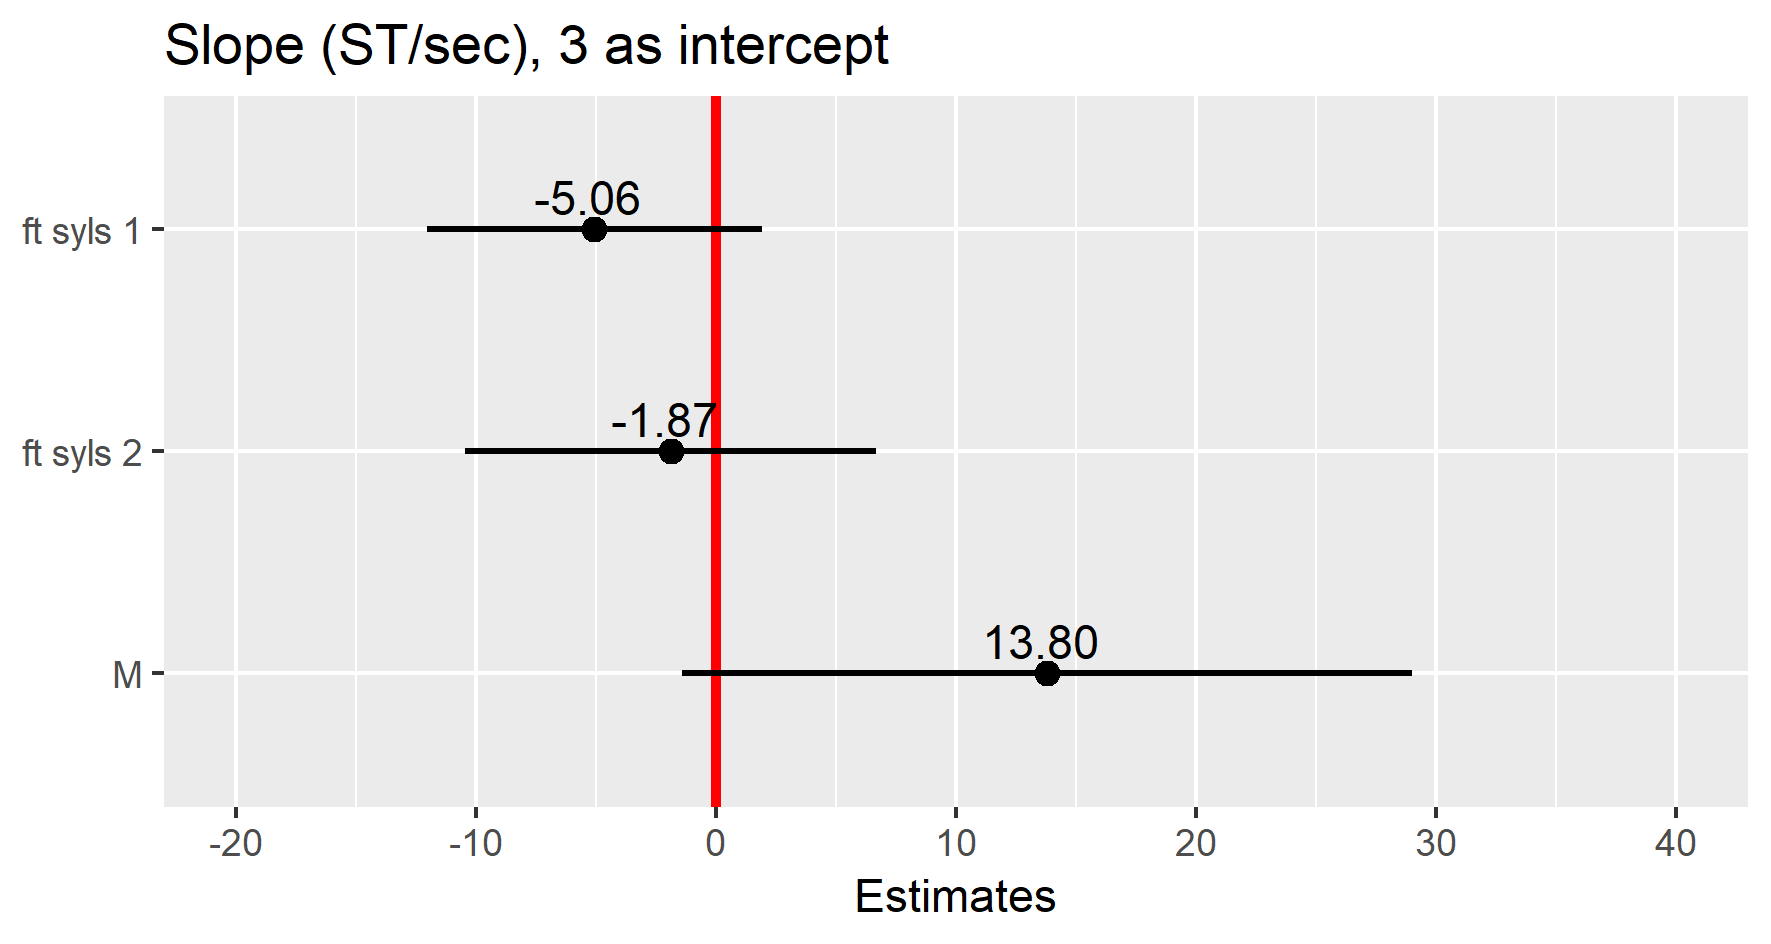 Slope (ST/sec), 3 as intercept
ft syls 1
-5.06
ft syls 2
-1.87
M
13.80
-20 -10 0 10 20 30 40
Estimates